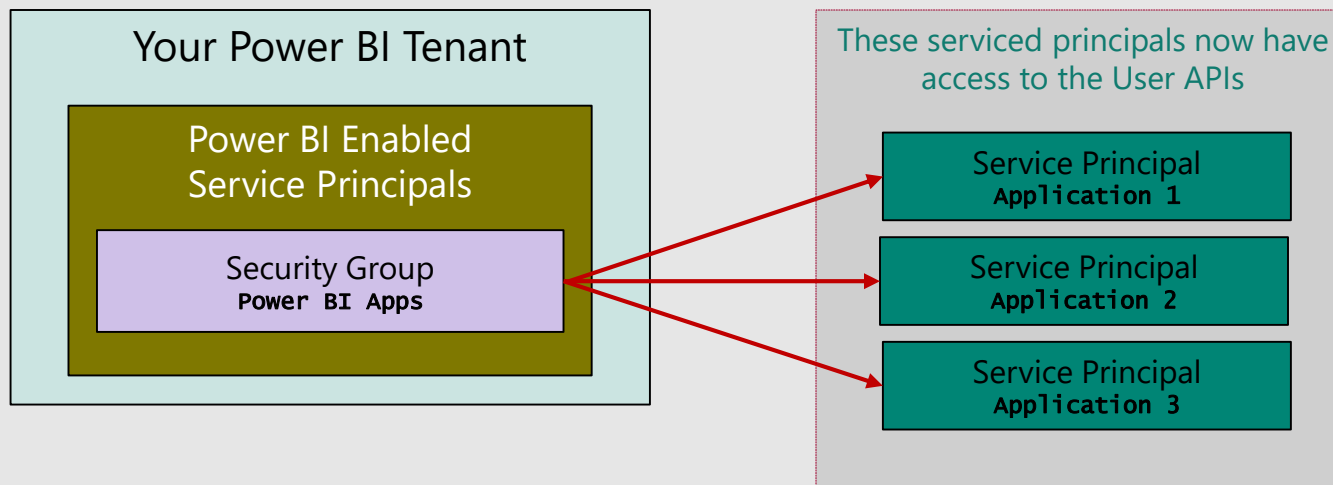 Your Power BI Tenant
Power BI Enabled
Service Principals
Security Group
Power BI Apps
These serviced principals now have
access to the User APIs
Service Principal
Application 1
Service Principal
Application 2
Service Principal
Application 3